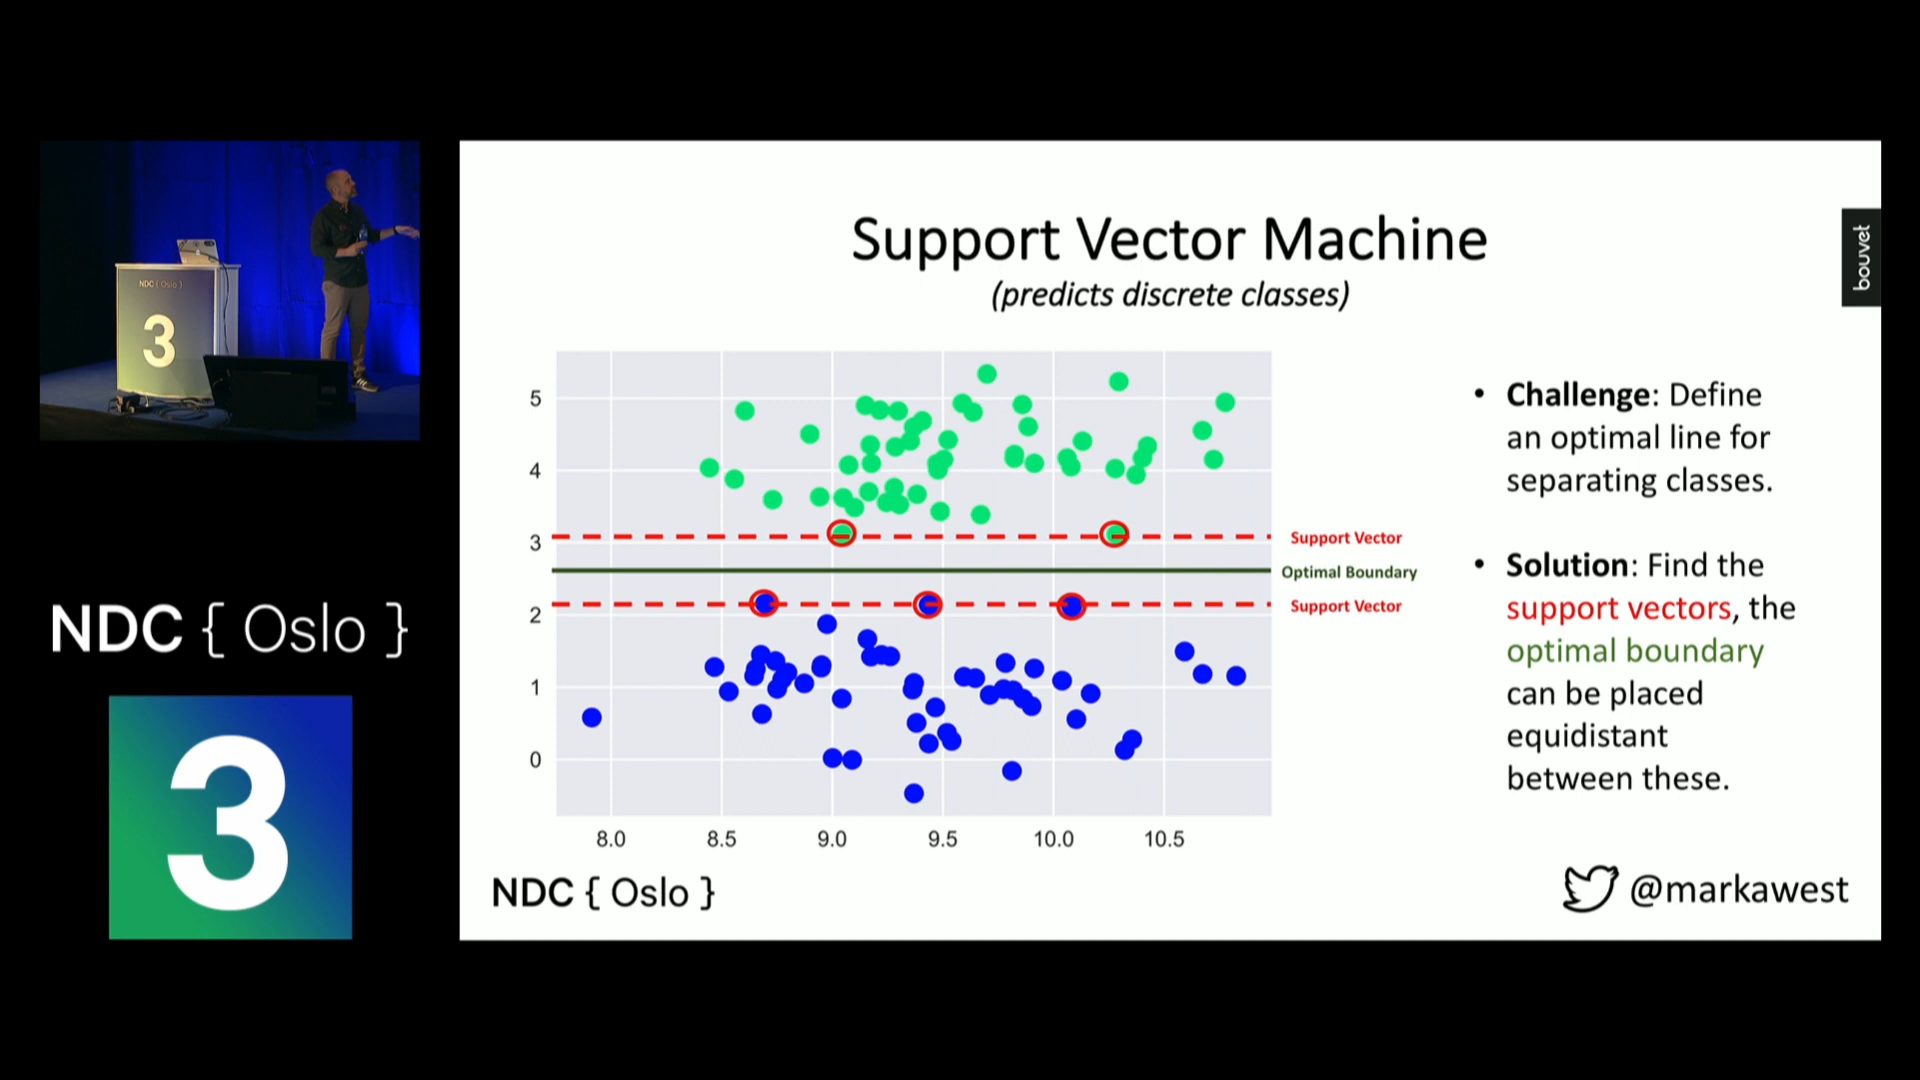 NDC { Oslo }
3
NDC { Oslo }
3
Support Vector Machine
(predicts discrete classes)
bouvet
5
4
3
2
1
0
8.0
8.5
9.0
9.5
10.0
10.5
Support Vector
Optimal Boundary
Support Vector
• Challenge: Define
an optimal line for
separating classes.
• Solution: Find the
support vectors, the
optimal boundary
can be placed
equidistant
between these.
NDC { Oslo }
@markawest